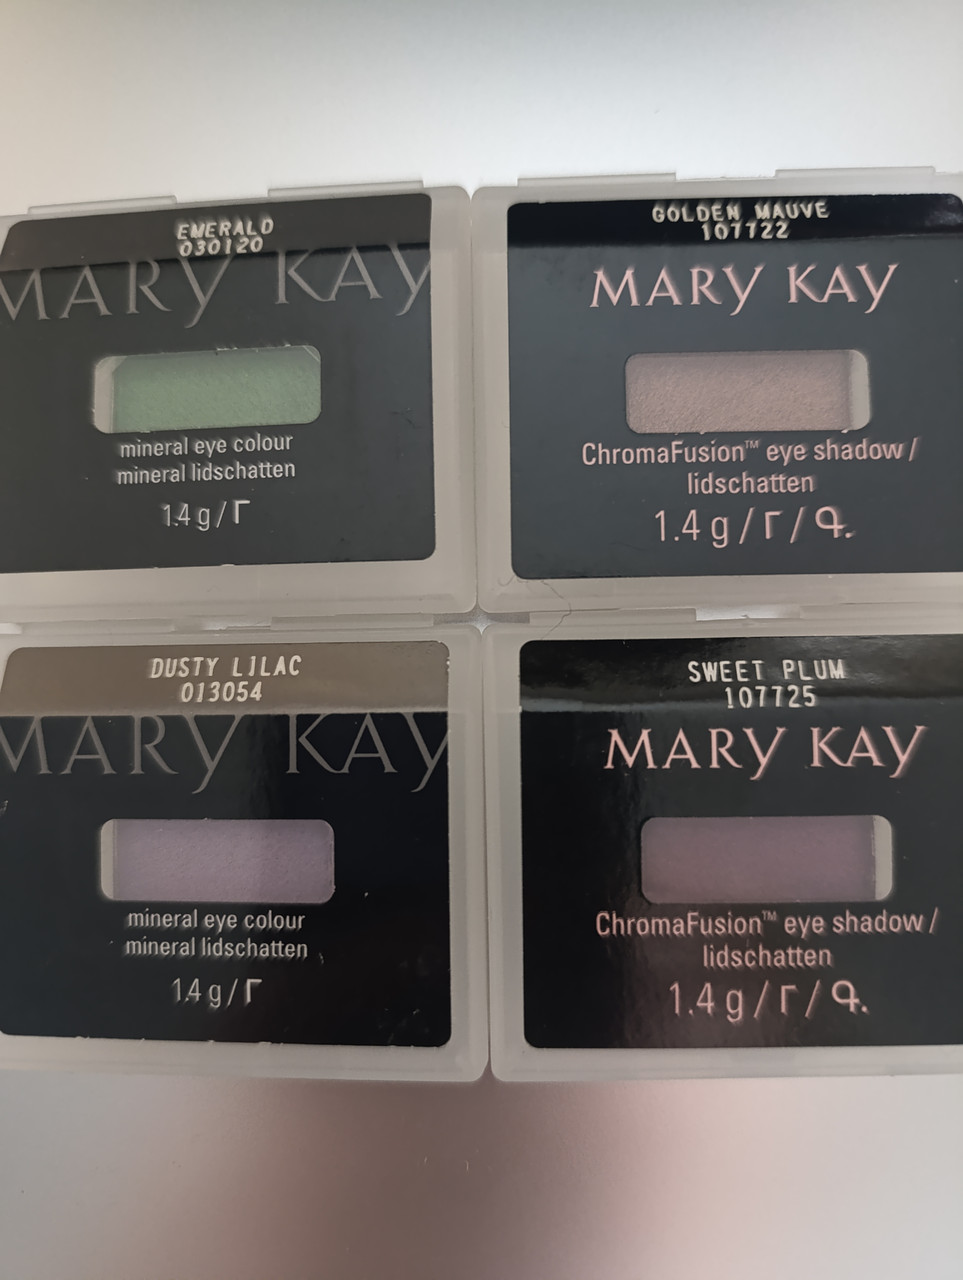 EMERALD
030120
MARY KAY
mineral eye colour
mineral lidschatten
1.4 g / Г
GOLDEN MAUVE
107722
MARY KAY
ChromaFusion™ eye shadow /
lidschatten
1.4 g / Г / Գ.
DUSTY LILAC
013054
MARY KAY
mineral eye colour
mineral lidschatten
1.4 g / Г
SWEET PLUM
107725
MARY KAY
ChromaFusion™ eye shadow /
lidschatten
1.4 g / Г / Գ.